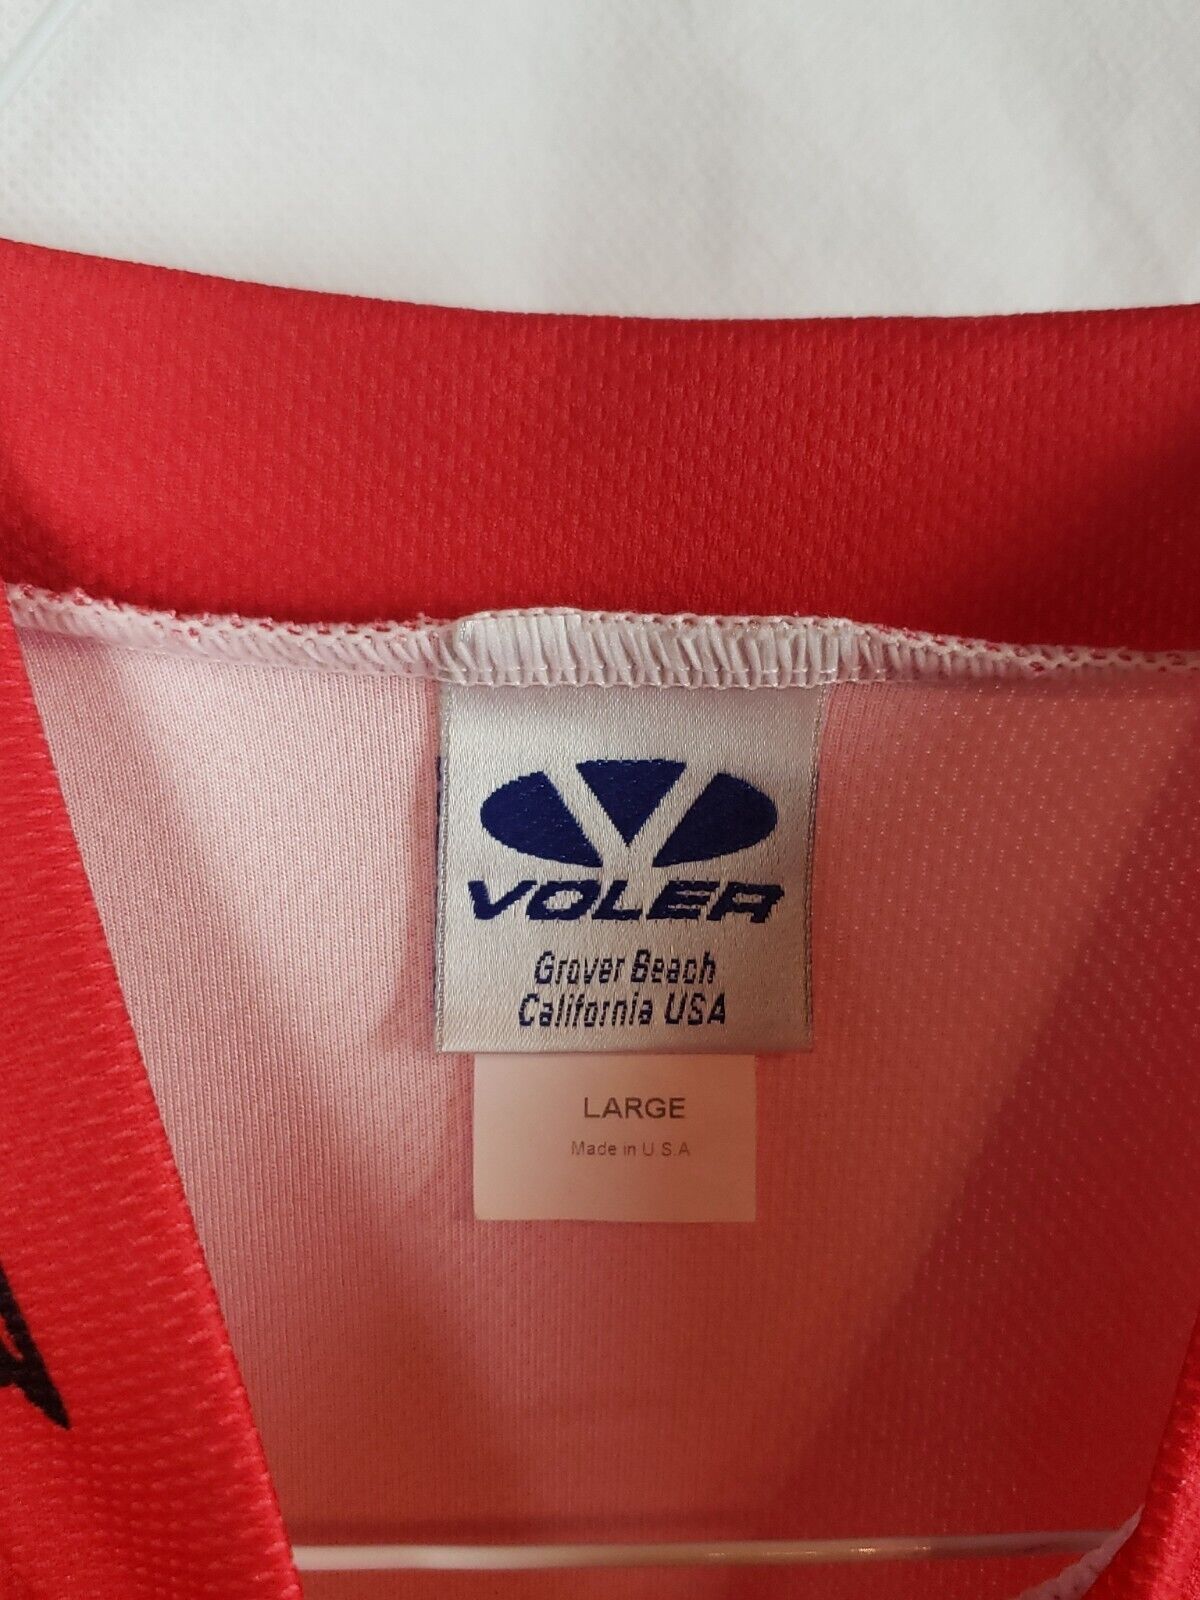 VOLER
Grover Beach
California USA
LARGE
Made in U.S.A